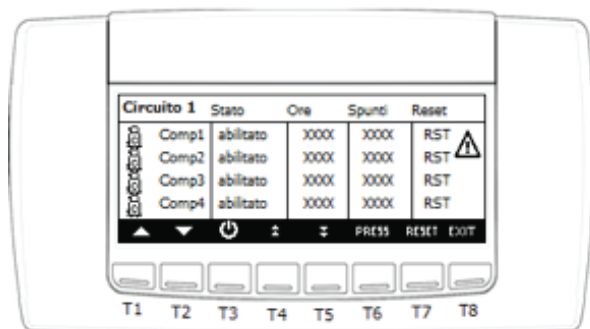 Circuito 1 Stato Ore Spunti Reset
Comp1 abilitato XXXX XXXX RST
Comp2 abilitato XXXX XXXX RST
Comp3 abilitato XXXX XXXX RST
Comp4 abilitato XXXX XXXX RST
PRESS RESET EXIT
T1 T2 T3 T4 T5 T6 T7 T8